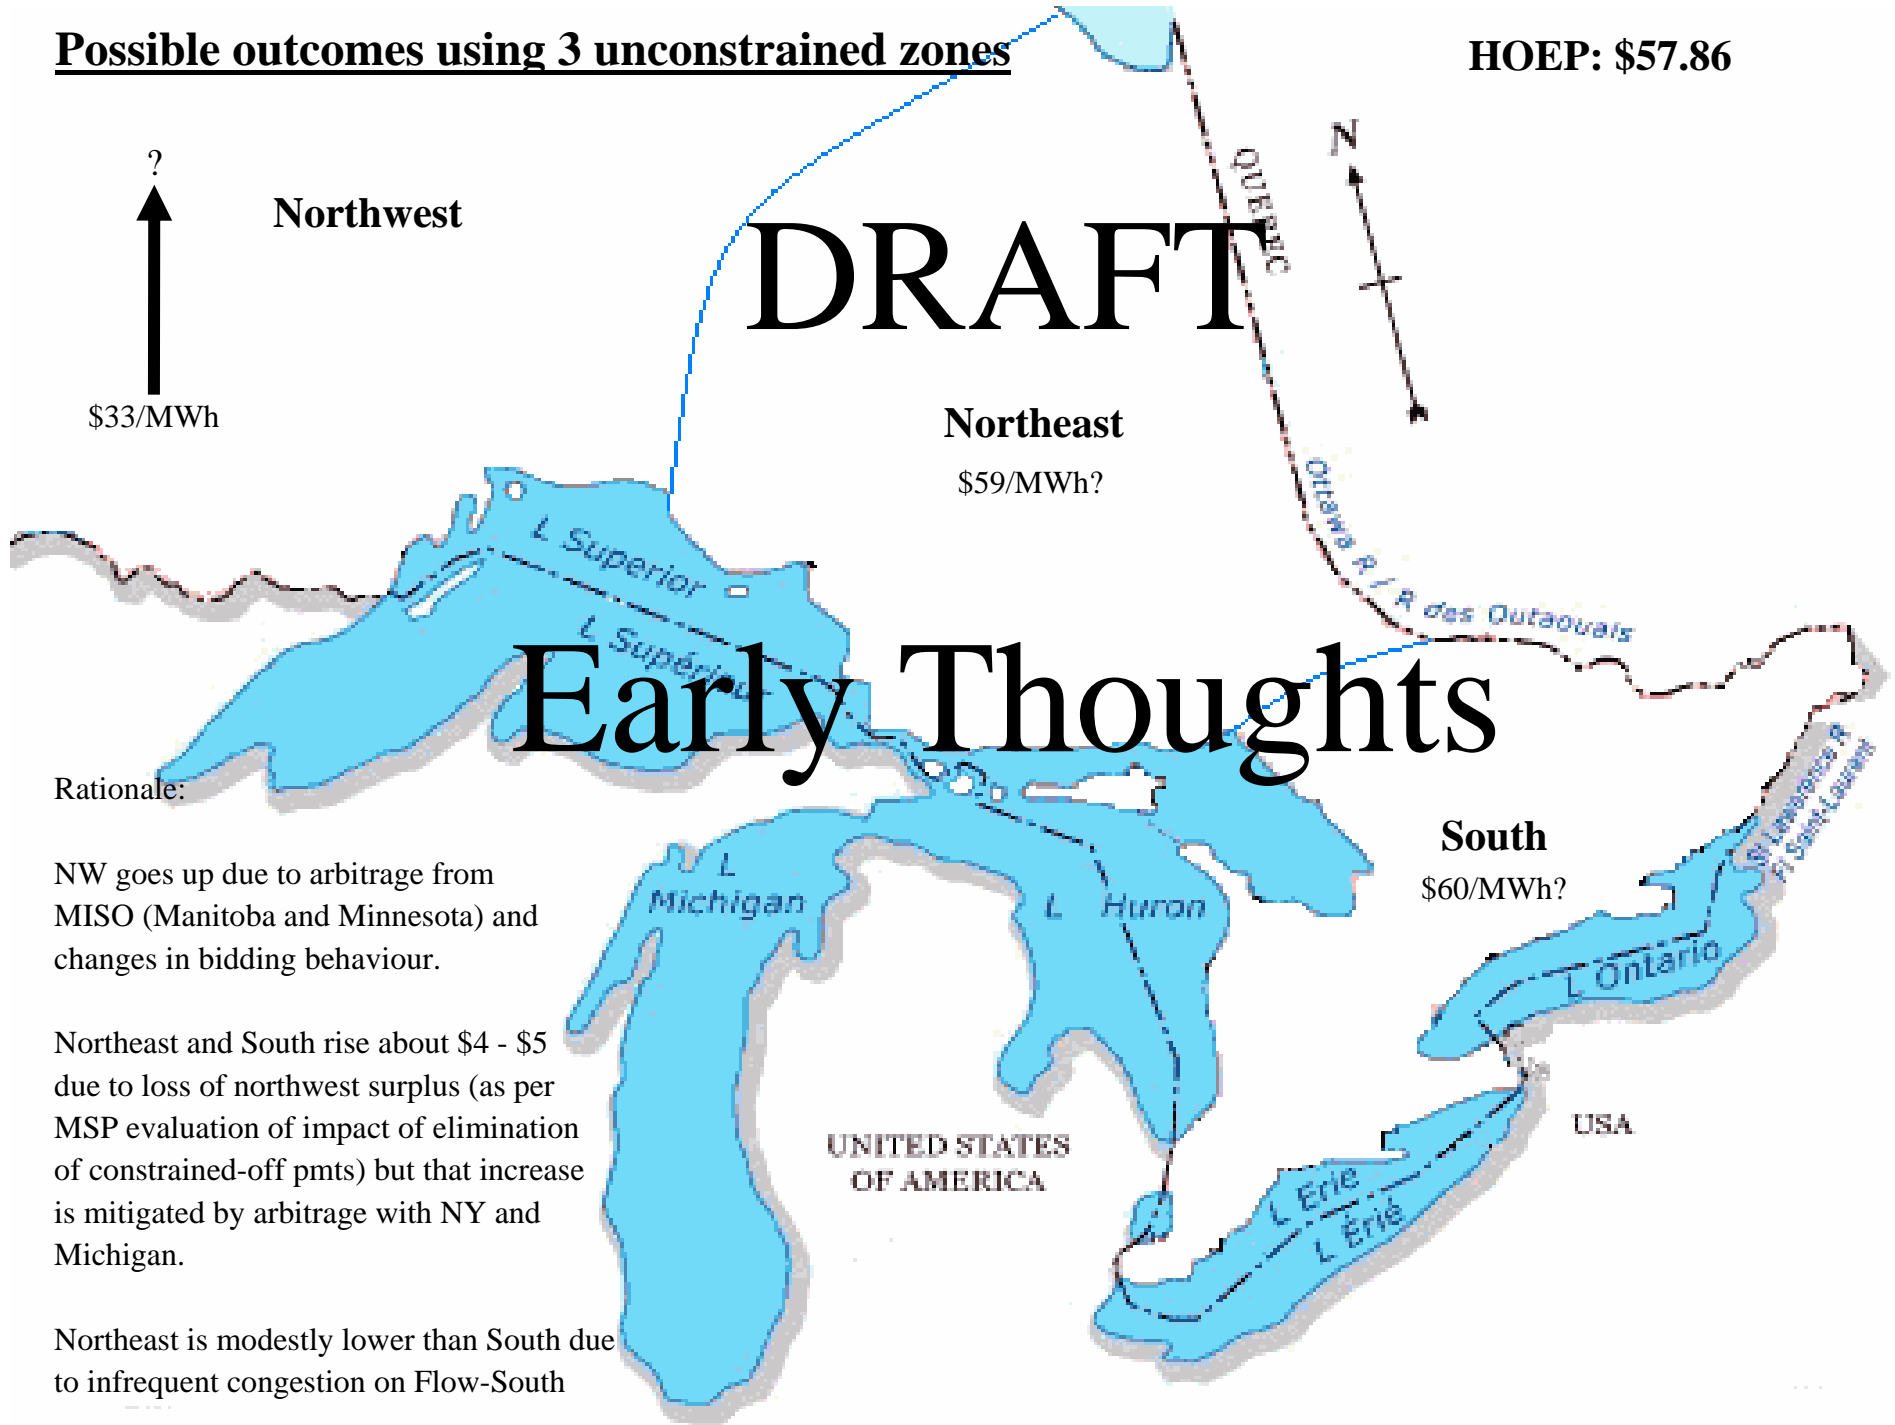 Possible outcomes using 3 unconstrained zones
HOEP: $57.86
?
Northwest
$33/MWh
DRAFT
N
QUEBEC
Northeast
$59/MWh?
Ottawa R / R des Outaouais
L Superior
L Supérieur
Early Thoughts
Rationale:
NW goes up due to arbitrage from
MISO (Manitoba and Minnesota) and
changes in bidding behaviour.
Northeast and South rise about $4 - $5
due to loss of northwest surplus (as per
MSP evaluation of impact of elimination
of constrained-off pmts) but that increase
is mitigated by arbitrage with NY and
Michigan.
Northeast is modestly lower than South due
to infrequent congestion on Flow-South
L
Michigan
L Huron
South
$60/MWh?
St Lawrence R
Fl Saint-Laurent
L Ontario
USA
UNITED STATES
OF AMERICA
L Erie
L Érié